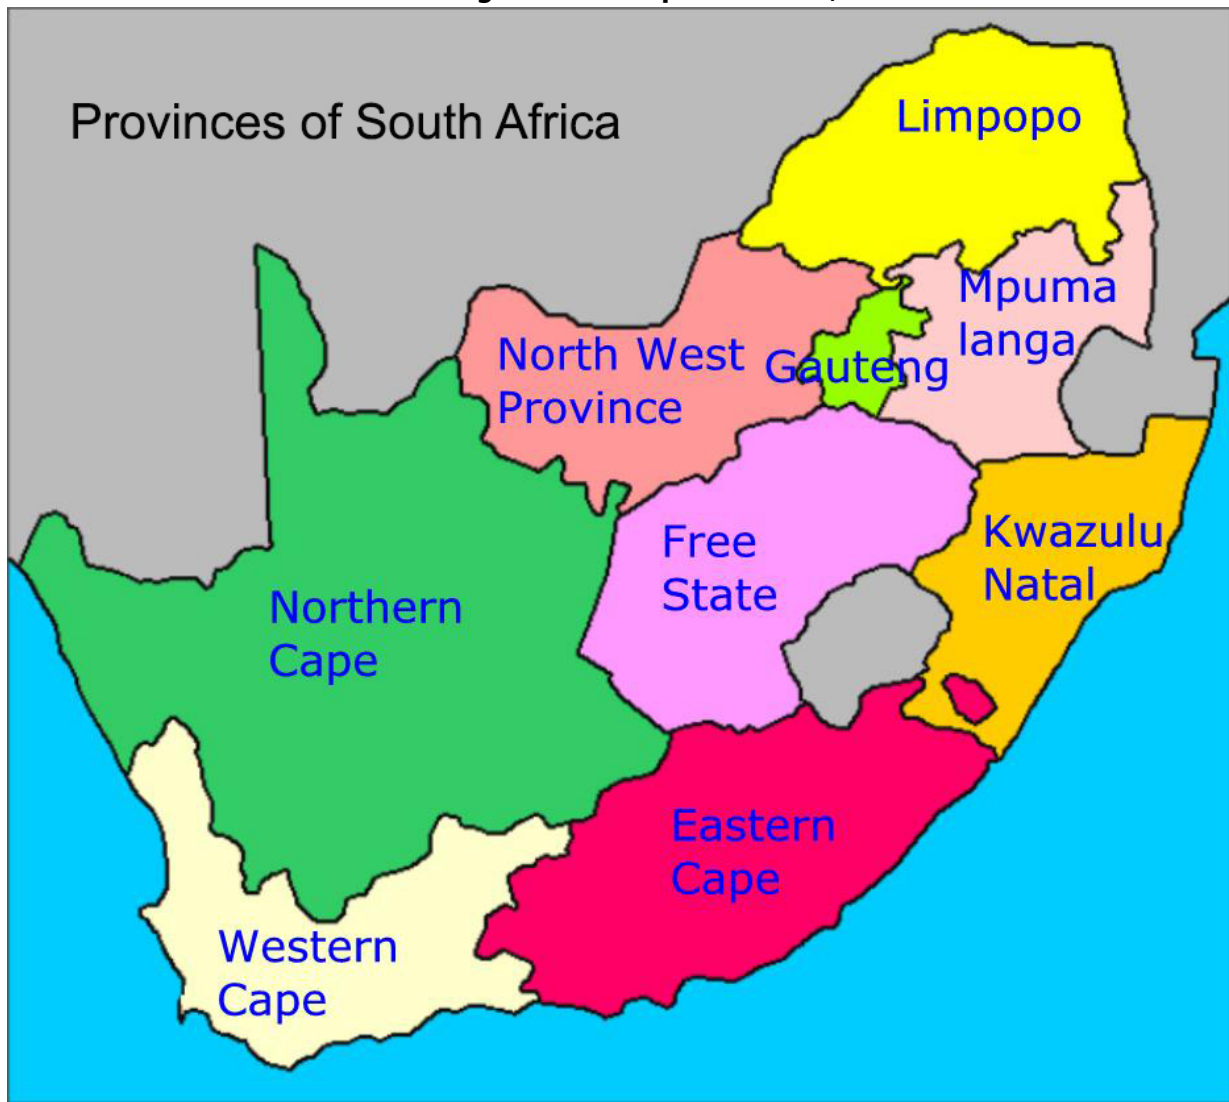 Provinces of South Africa
Limpopo
Mpuma
langa
North West
Province
Gauteng
Free
State
Kwazulu
Natal
Northern
Cape
Eastern
Cape
Western
Cape